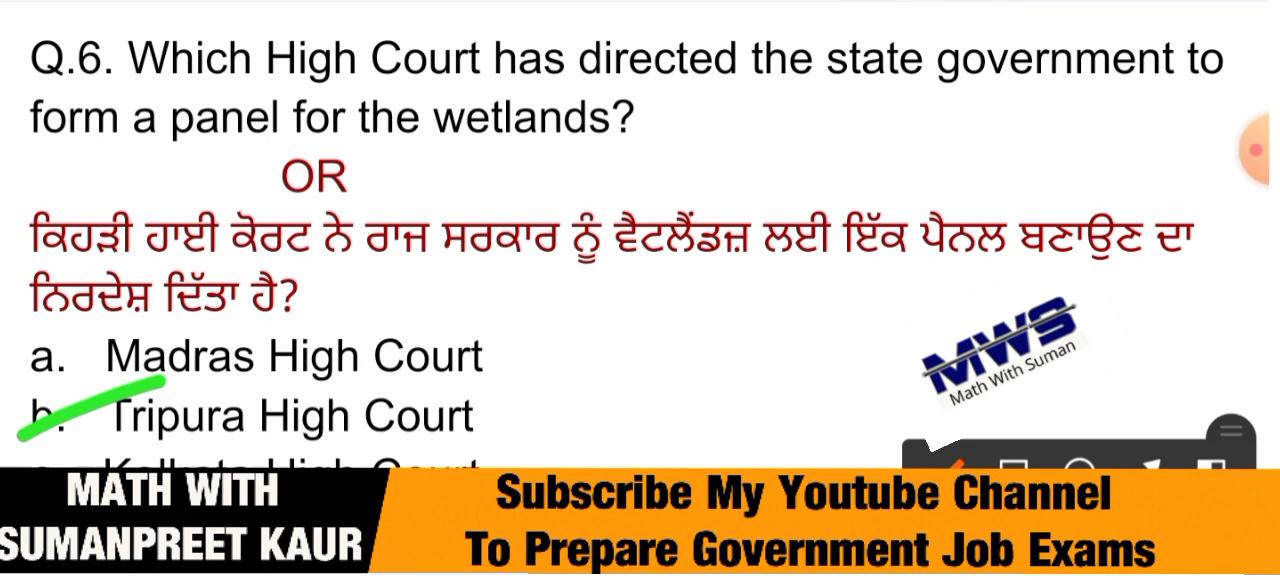 Q.6. Which High Court has directed the state government to
form a panel for the wetlands?
OR
ਕਿਹੜੀ ਹਾਈ ਕੋਰਟ ਨੇ ਰਾਜ ਸਰਕਾਰ ਨੂੰ ਵੈਟਲੈਂਡਜ਼ ਲਈ ਇੱਕ ਪੈਨਲ ਬਣਾਉਣ ਦਾ
ਨਿਰਦੇਸ਼ ਦਿੱਤਾ ਹੈ?
a. Madras High Court
MWS
Math With Suman
b. Tripura High Court
MATH WITH
SUMANPREET KAUR
Subscribe My Youtube Channel
To Prepare Government Job Exams